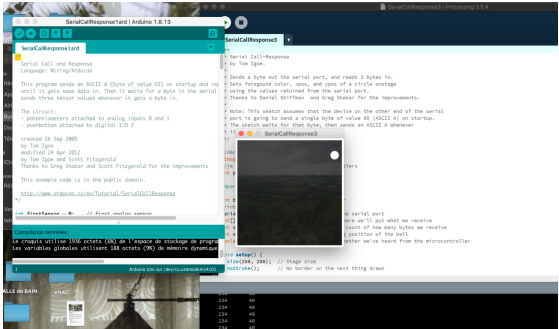 SerialCallResponse3 | Processing 3.5.4
SerialCallResponse1ard | Arduino 1.8.13
SerialCallResponse1ard
SerialCallResponse3
/*
Serial Call and Response
Language: Wiring/Arduino
This program sends an ASCII A (byte of value 65) on startup and rep
until it gets some data. Then it waits for a byte in the serial
sends three sensor values whenever it gets a byte in.
The circuit:
- potentiometers attached to analog inputs 0 and 1
- pushbutton attached to digital I/O 2
created 26 Sep 2005
by Tom Igoe
modified 24 Apr 2012
by Tom Igoe and Scott Fitzgerald
Thanks to Greg Shakar and Scott Fitzgerald for the improvements
This example code is in the public domain.
http://www.arduino.cc/en/Tutorial/SerialCallResponse
*/
int firstSensor = 0; // first analog sensor
Compilation terminée.
Le croquis utilise 1936 octets (6%) de l'espace de stockage de progra
Les variables globales utilisent 188 octets (9%) de mémoire dynamique
1
Arduino Uno sur /dev/cu.usbmodem14101
* Serial Call-Response
* by Tom Igoe.
* Sends a byte out the serial port, and reads 3 bytes in.
* Sets foreground color, xpos, and ypos of a circle onstage
* using the values returned from the serial port.
* Thanks to Daniel Shiffman and Greg Shakar for the improvements.
* Note: This sketch assumes that the device on the other end of the serial
* port is going to send a single byte of value 65 (ASCII A) on startup.
* The sketch waits for that byte, then sends an ASCII A whenever
SerialCallResponse3
the serial port
where we'll put what we receive
count of how many bytes we receive
position of the ball
whether we've heard from the microcontroller
void setup() {
size(256, 256); // Stage size
noStroke(); // No border on the next thing drawn
234 40
234 40
234 40
234 40
234 40
SALLE de BAIN
VRAC